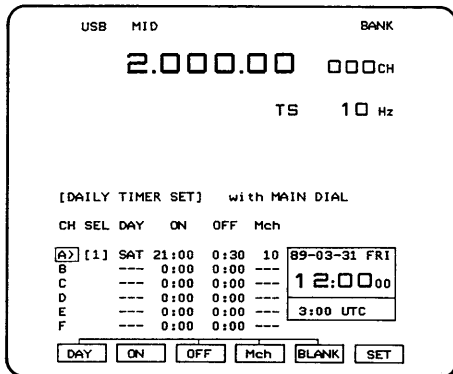 USB MID BANK
2.000.00 000CH
TS 10 Hz
[DAILY TIMER SET] with MAIN DIAL
CH SEL DAY ON OFF Mch
A) [1] SAT 21:00 0:30 10 89-03-31 FRI
B --- 0:00 0:00 ---
C --- 0:00 0:00 --- 12:00 00
D --- 0:00 0:00 ---
E --- 0:00 0:00 --- 3:00 UTC
F --- 0:00 0:00 ---
DAY ON OFF Mch BLANK SET